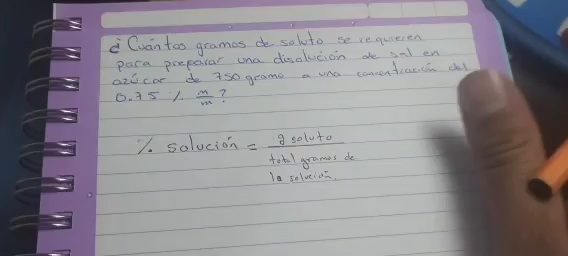 ¿Cuántos gramos de soluto se requieren
para preparar una disolución de sal en
azúcar de 750 gramo a una concentración del
0.75 % m/m?
% solución = g soluto
total gramos de
la solución.